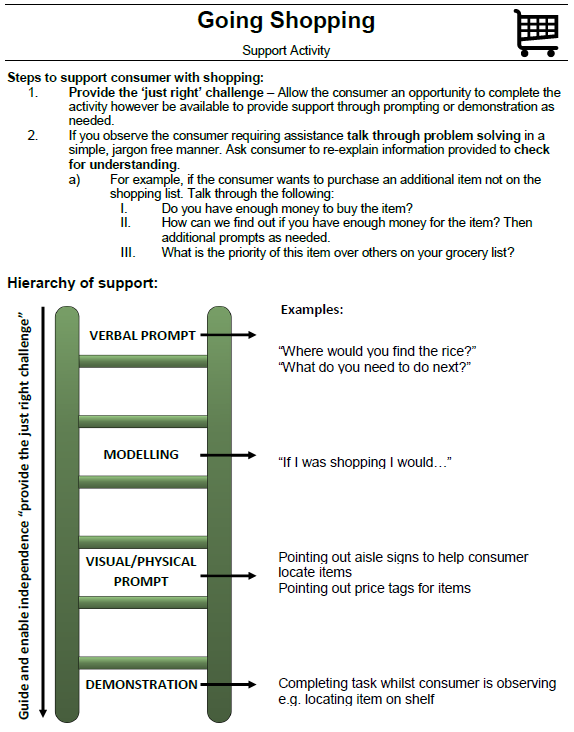 Going Shopping
Support Activity
Steps to support consumer with shopping:
1. Provide the ‘just right’ challenge – Allow the consumer an opportunity to complete the
activity however be available to provide support through prompting or demonstration as
needed.
2. If you observe the consumer requiring assistance talk through problem solving in a
simple, jargon free manner. Ask consumer to re-explain information provided to check
for understanding.
a) For example, if the consumer wants to purchase an additional item not on the
shopping list. Talk through the following:
I. Do you have enough money to buy the item?
II. How can we find out if you have enough money for the item? Then
additional prompts as needed.
III. What is the priority of this item over others on your grocery list?
Hierarchy of support:
Guide and enable independence “provide the just right challenge”
Examples:
VERBAL PROMPT
“Where would you find the rice?”
“What do you need to do next?”
MODELLING
“If I was shopping I would…”
VISUAL/PHYSICAL
PROMPT
Pointing out aisle signs to help consumer
locate items
Pointing out price tags for items
DEMONSTRATION
Completing task whilst consumer is observing
e.g. locating item on shelf